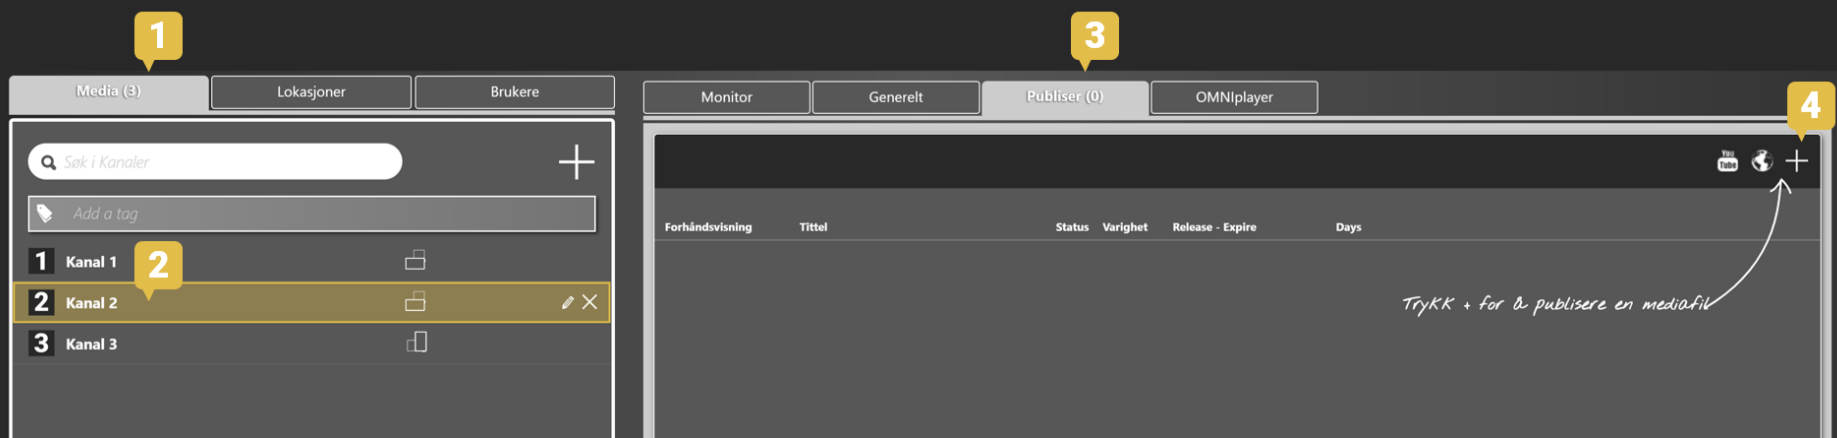 1
3
Media (3)
Lokasjoner
Brukere
Monitor
Generelt
Publiser (0)
OMNIplayer
4
Søk i Kanaler
You
Tube
Add a tag
Forhåndsvisning
Tittel
Status
Varighet
Release - Expire
Days
1 Kanal 1
2
2 Kanal 2
TryKK + for å publisere en mediafil
3 Kanal 3